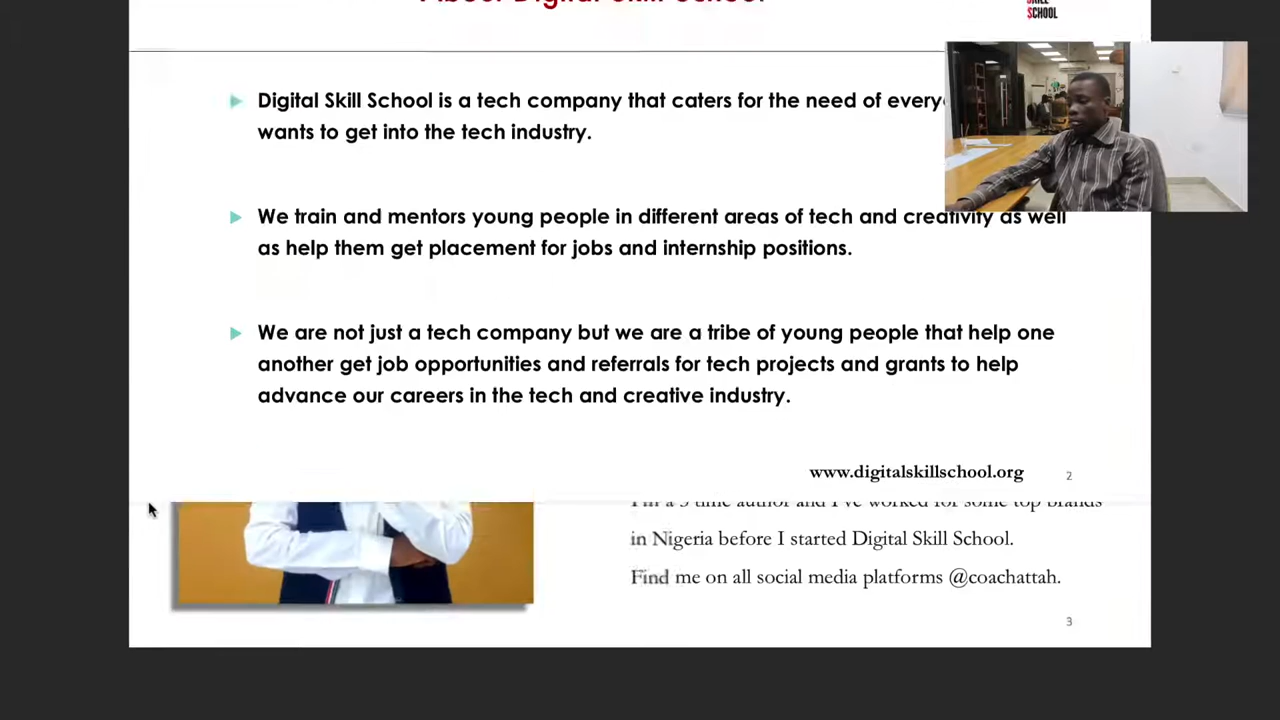 About Digital Skill School
SKILL
SCHOOL
Digital Skill School is a tech company that caters for the need of
wants to get into the tech industry.
We train and mentors young people in different areas of tech and creativity as well
as help them get placement for jobs and internship positions.
We are not just a tech company but we are a tribe of young people that help one
another get job opportunities and referrals for tech projects and grants to help
advance our careers in the tech and creative industry.
www.digitalskillschool.org
2
time author and I've worked for some top brands
in Nigeria before I started Digital Skill School.
Find me on all social media platforms @coachattah.
3